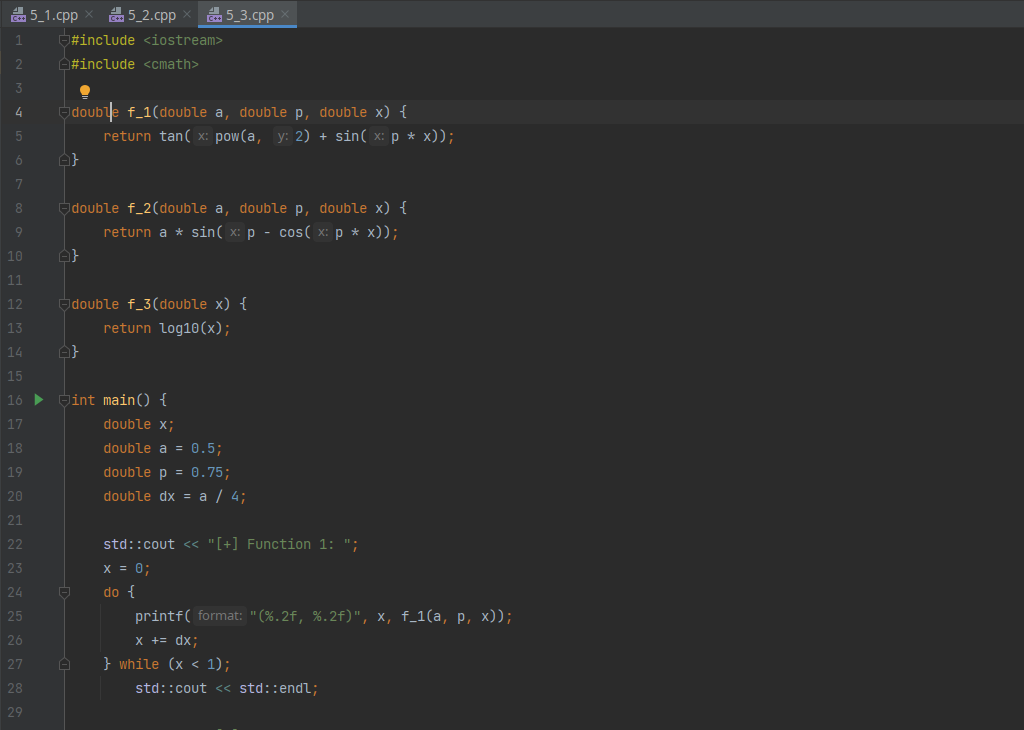 5_1.cpp 5_2.cpp 5_3.cpp
1 #include <iostream>
2 #include <cmath>
3
4 double f_1(double a, double p, double x) {
5 return tan( x: pow(a, y: 2) + sin( x: p * x));
6 }
7
8 double f_2(double a, double p, double x) {
9 return a * sin( x: p - cos( x: p * x));
10 }
11
12 double f_3(double x) {
13 return log10(x);
14 }
15
16 int main() {
17 double x;
18 double a = 0.5;
19 double p = 0.75;
20 double dx = a / 4;
21
22 std::cout << "[+] Function 1: ";
23 x = 0;
24 do {
25 printf( format: "(%.2f, %.2f)", x, f_1(a, p, x));
26 x += dx;
27 } while (x < 1);
28 std::cout << std::endl;
29